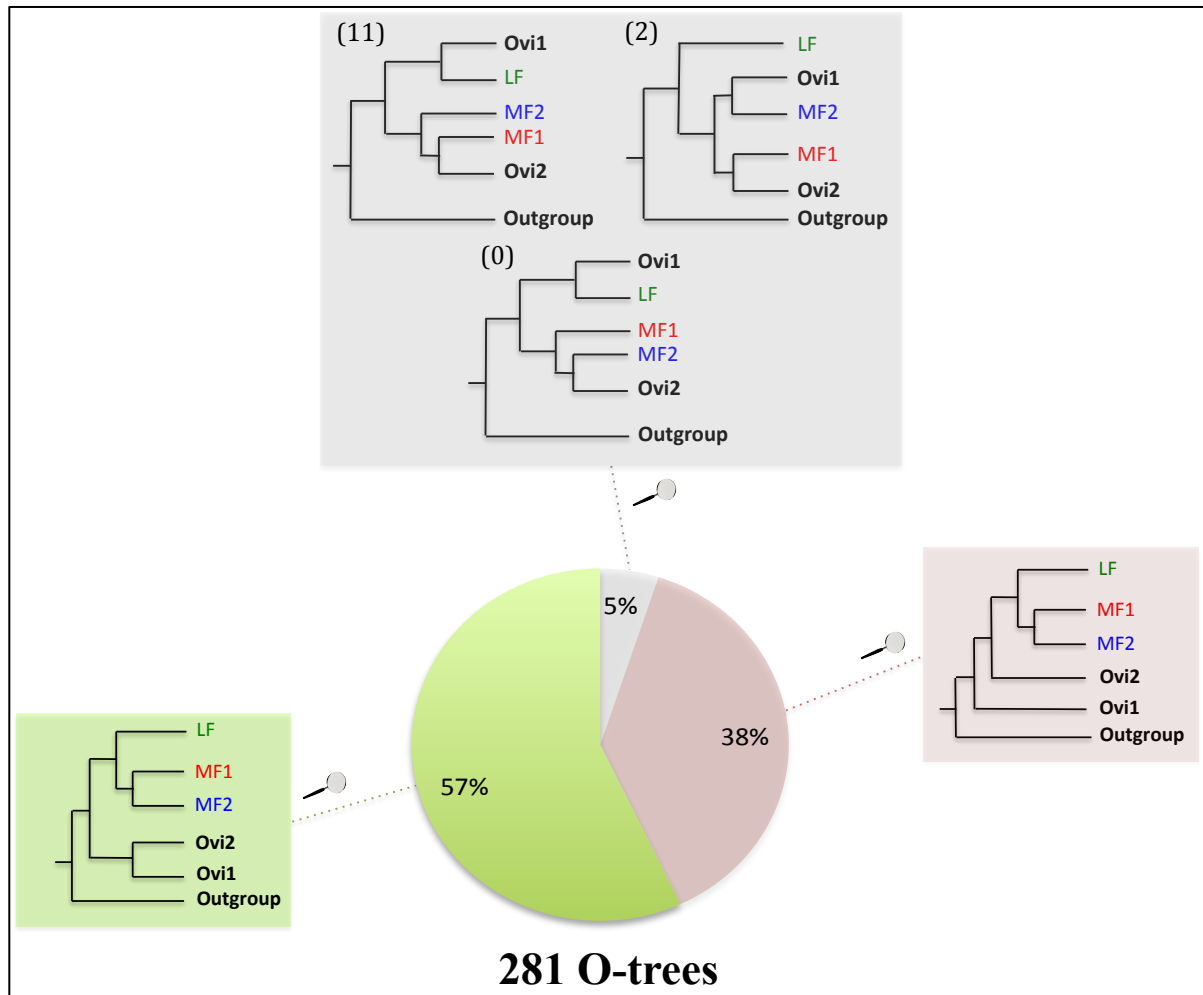 (11)
Ovi1
LF
MF2
MF1
Ovi2
Outgroup
(2)
LF
Ovi1
MF2
MF1
Ovi2
Outgroup
(0)
Ovi1
LF
MF1
MF2
Ovi2
Outgroup
5%
38%
57%
LF
MF1
MF2
Ovi2
Ovi1
Outgroup
LF
MF1
MF2
Ovi2
Ovi1
Outgroup
281 O-trees